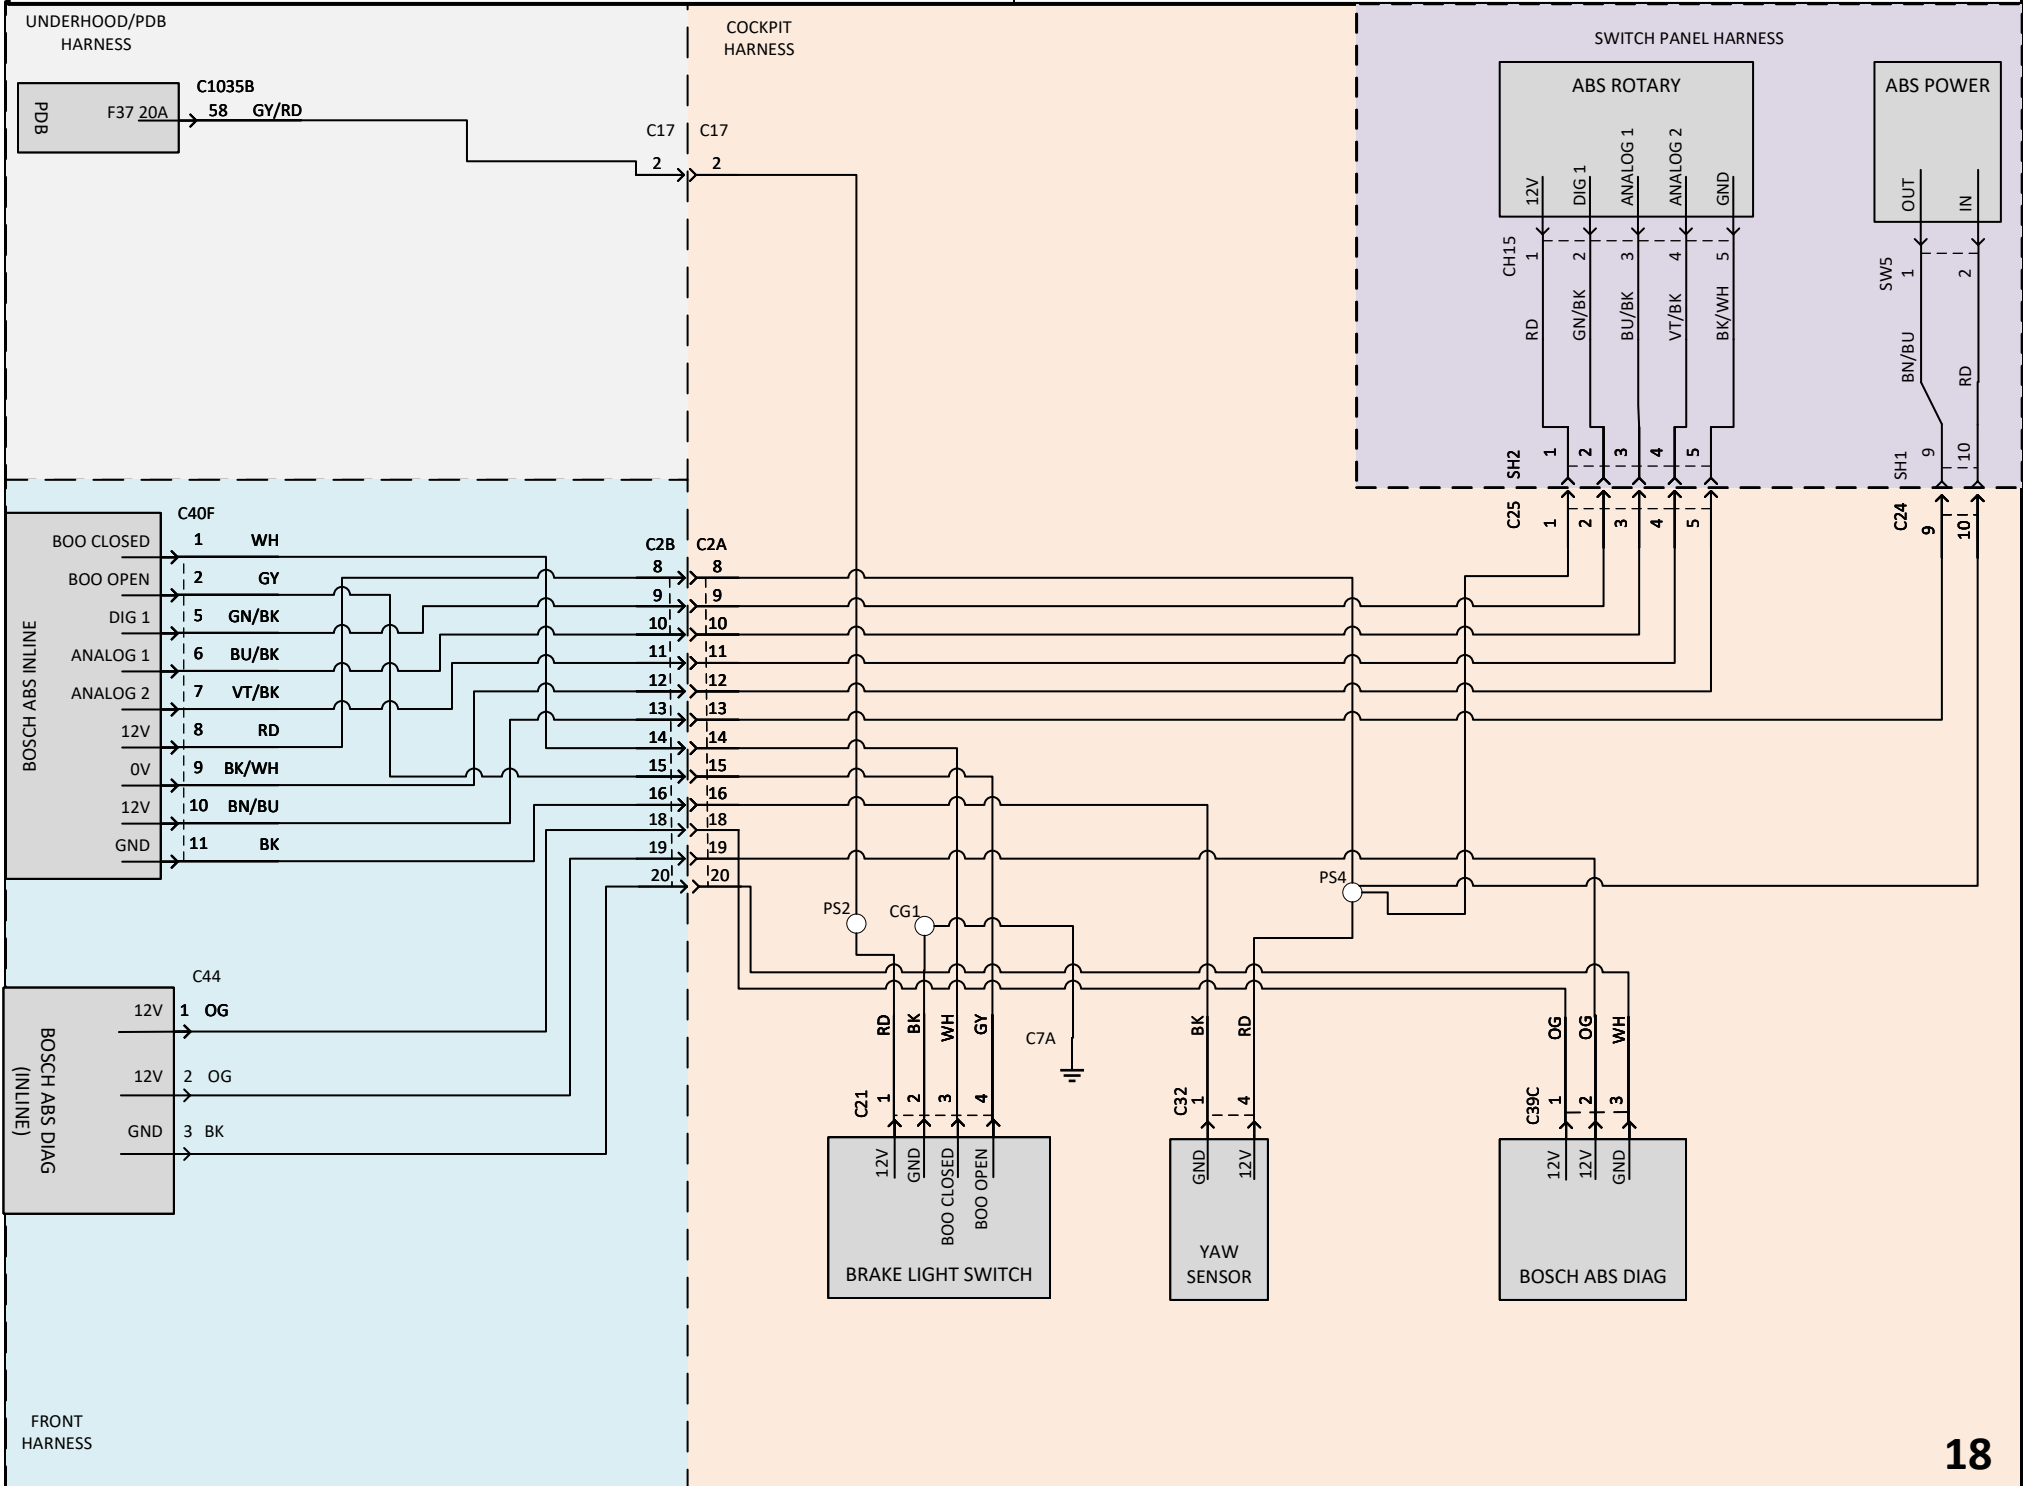 UNDERHOOD/PDB
HARNESS
PDB
F37 20A
C1035B
58 GY/RD
C17 C17
2 2
COCKPIT
HARNESS
SWITCH PANEL HARNESS
ABS ROTARY
12V
DIG 1
ANALOG 1
ANALOG 2
GND
CH15
1
2
3
4
5
RD
GN/BK
BU/BK
VT/BK
BK/WH
SH2
1
2
3
4
5
C25
1
2
3
4
5
ABS POWER
OUT
IN
SW5
1
2
BN/BU
RD
SH1
9
10
C24
9
10
BOSCH ABS INLINE
C40F
BOO CLOSED 1 WH
BOO OPEN 2 GY
DIG 1 5 GN/BK
ANALOG 1 6 BU/BK
ANALOG 2 7 VT/BK
12V 8 RD
0V 9 BK/WH
12V 10 BN/BU
GND 11 BK
C2B C2A
8 8
9 9
10 10
11 11
12 12
13 13
14 14
15 15
16 16
18 18
19 19
20 20
PS2
CG1
PS4
C7A
BOSCH ABS DIAG
(INLINE)
C44
12V 1 OG
12V 2 OG
GND 3 BK
RD
BK
WH
GY
C21
1
2
3
4
12V
GND
BOO CLOSED
BOO OPEN
BRAKE LIGHT SWITCH
BK
RD
C32
1
4
GND
12V
YAW
SENSOR
OG
OG
WH
C39C
1
2
3
12V
12V
GND
BOSCH ABS DIAG
FRONT
HARNESS
18